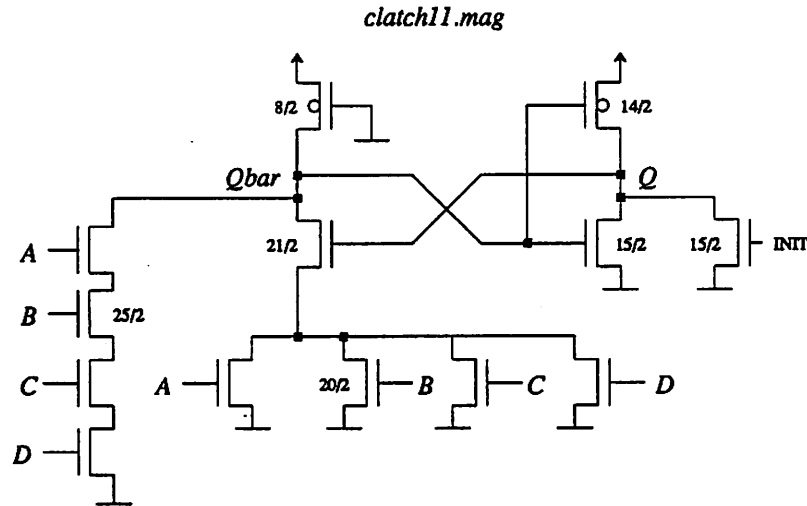 clatch11.mag
8/2
14/2
Qbar
Q
A
21/2
15/2
15/2
INIT
B
25/2
C
A
20/2
B
C
D
D